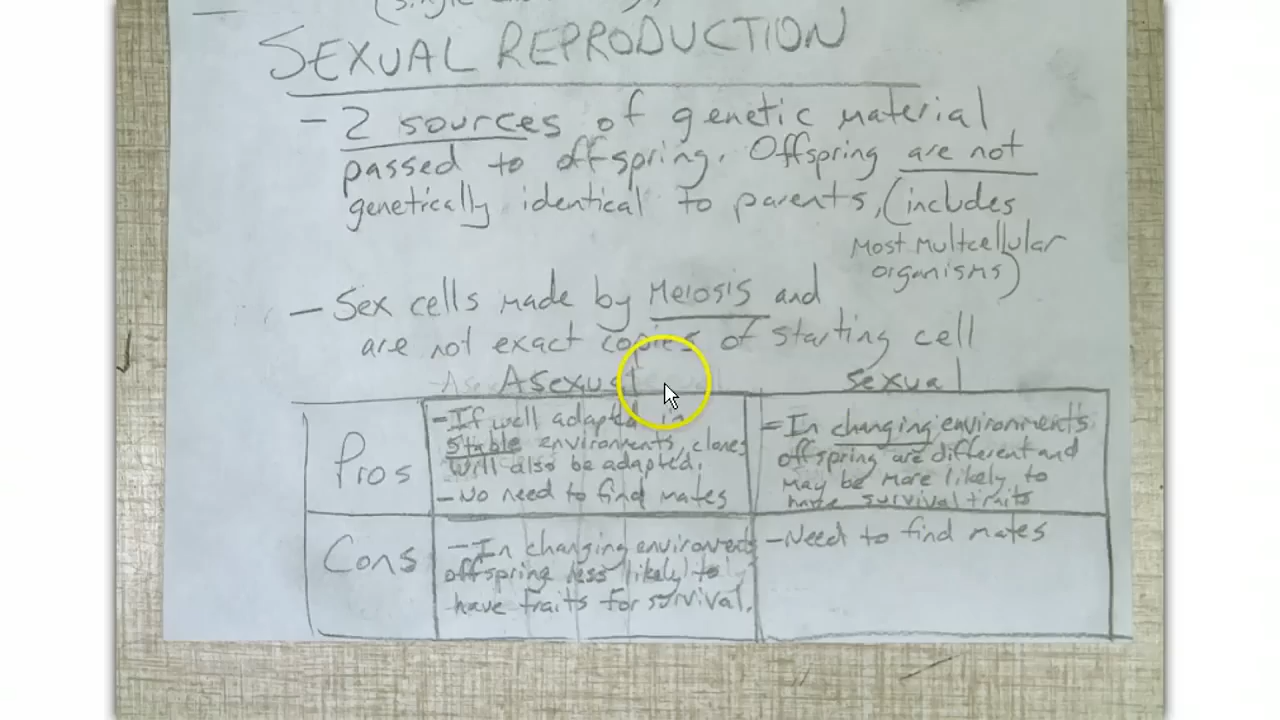 SEXUAL REPRODUCTION
- 2 sources of genetic material
passed to offspring. Offspring are not
genetically identical to parents, (includes
most multcellular
organisms)
- Sex cells made by Meiosis and
are not exact copies of starting cell
Asexual
Sexual
Pros
- If well adapted in
stable environments, clones
will also be adapted.
- No need to find mates
- In changing environments
offspring are different and
may be more likely to
have survival traits
Cons
- In changing environments
offspring less likely to
have traits for survival.
- Need to find mates